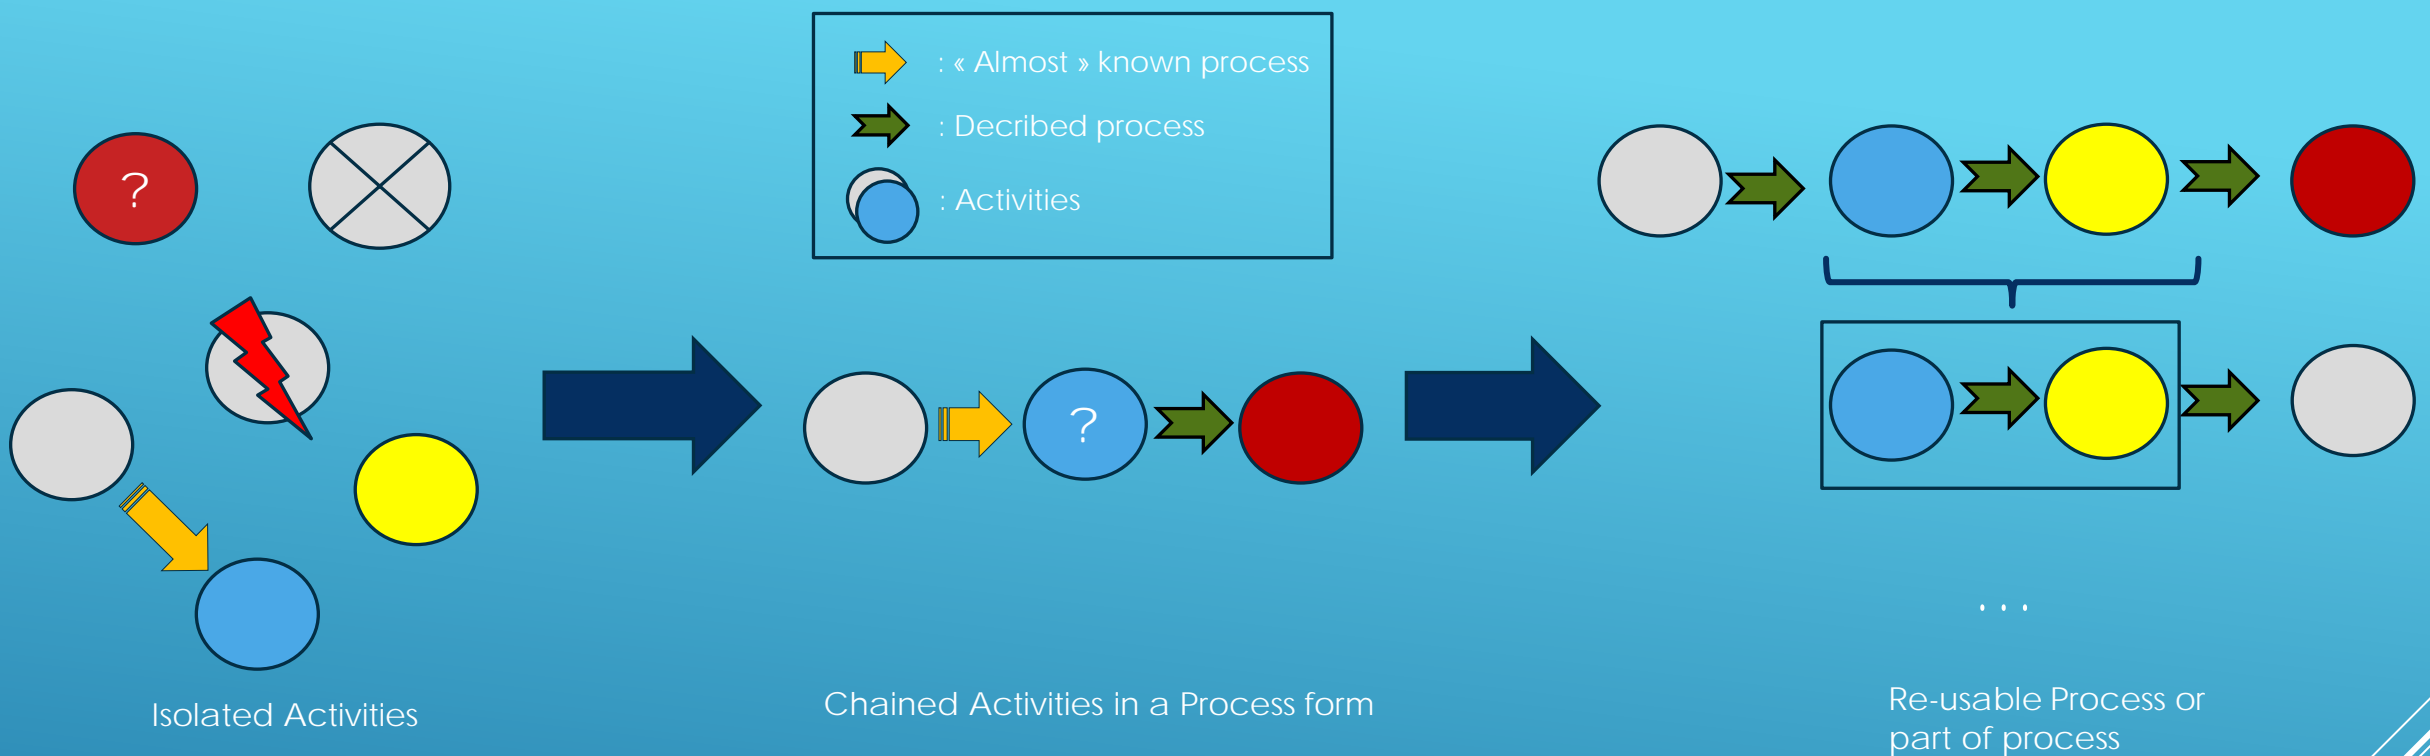 : « Almost » known process
: Decribed process
: Activities
?
?
. . .
Isolated Activities
Chained Activities in a Process form
Re-usable Process or
part of process